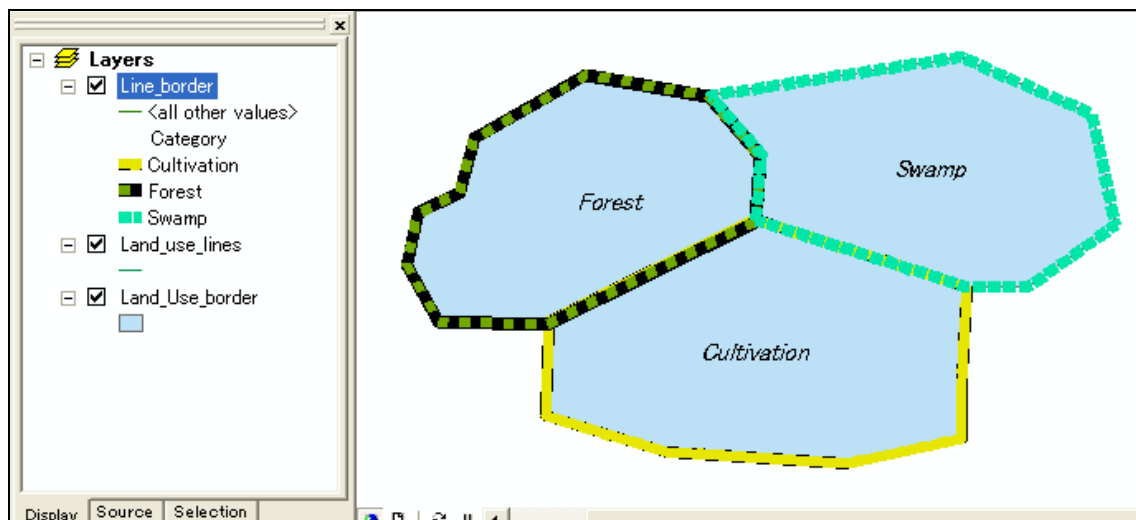 Layers
Line_border
<all other values>
Category
Cultivation
Forest
Swamp
Land_use_lines
Land_Use_border
Display Source Selection
Forest
Swamp
Cultivation